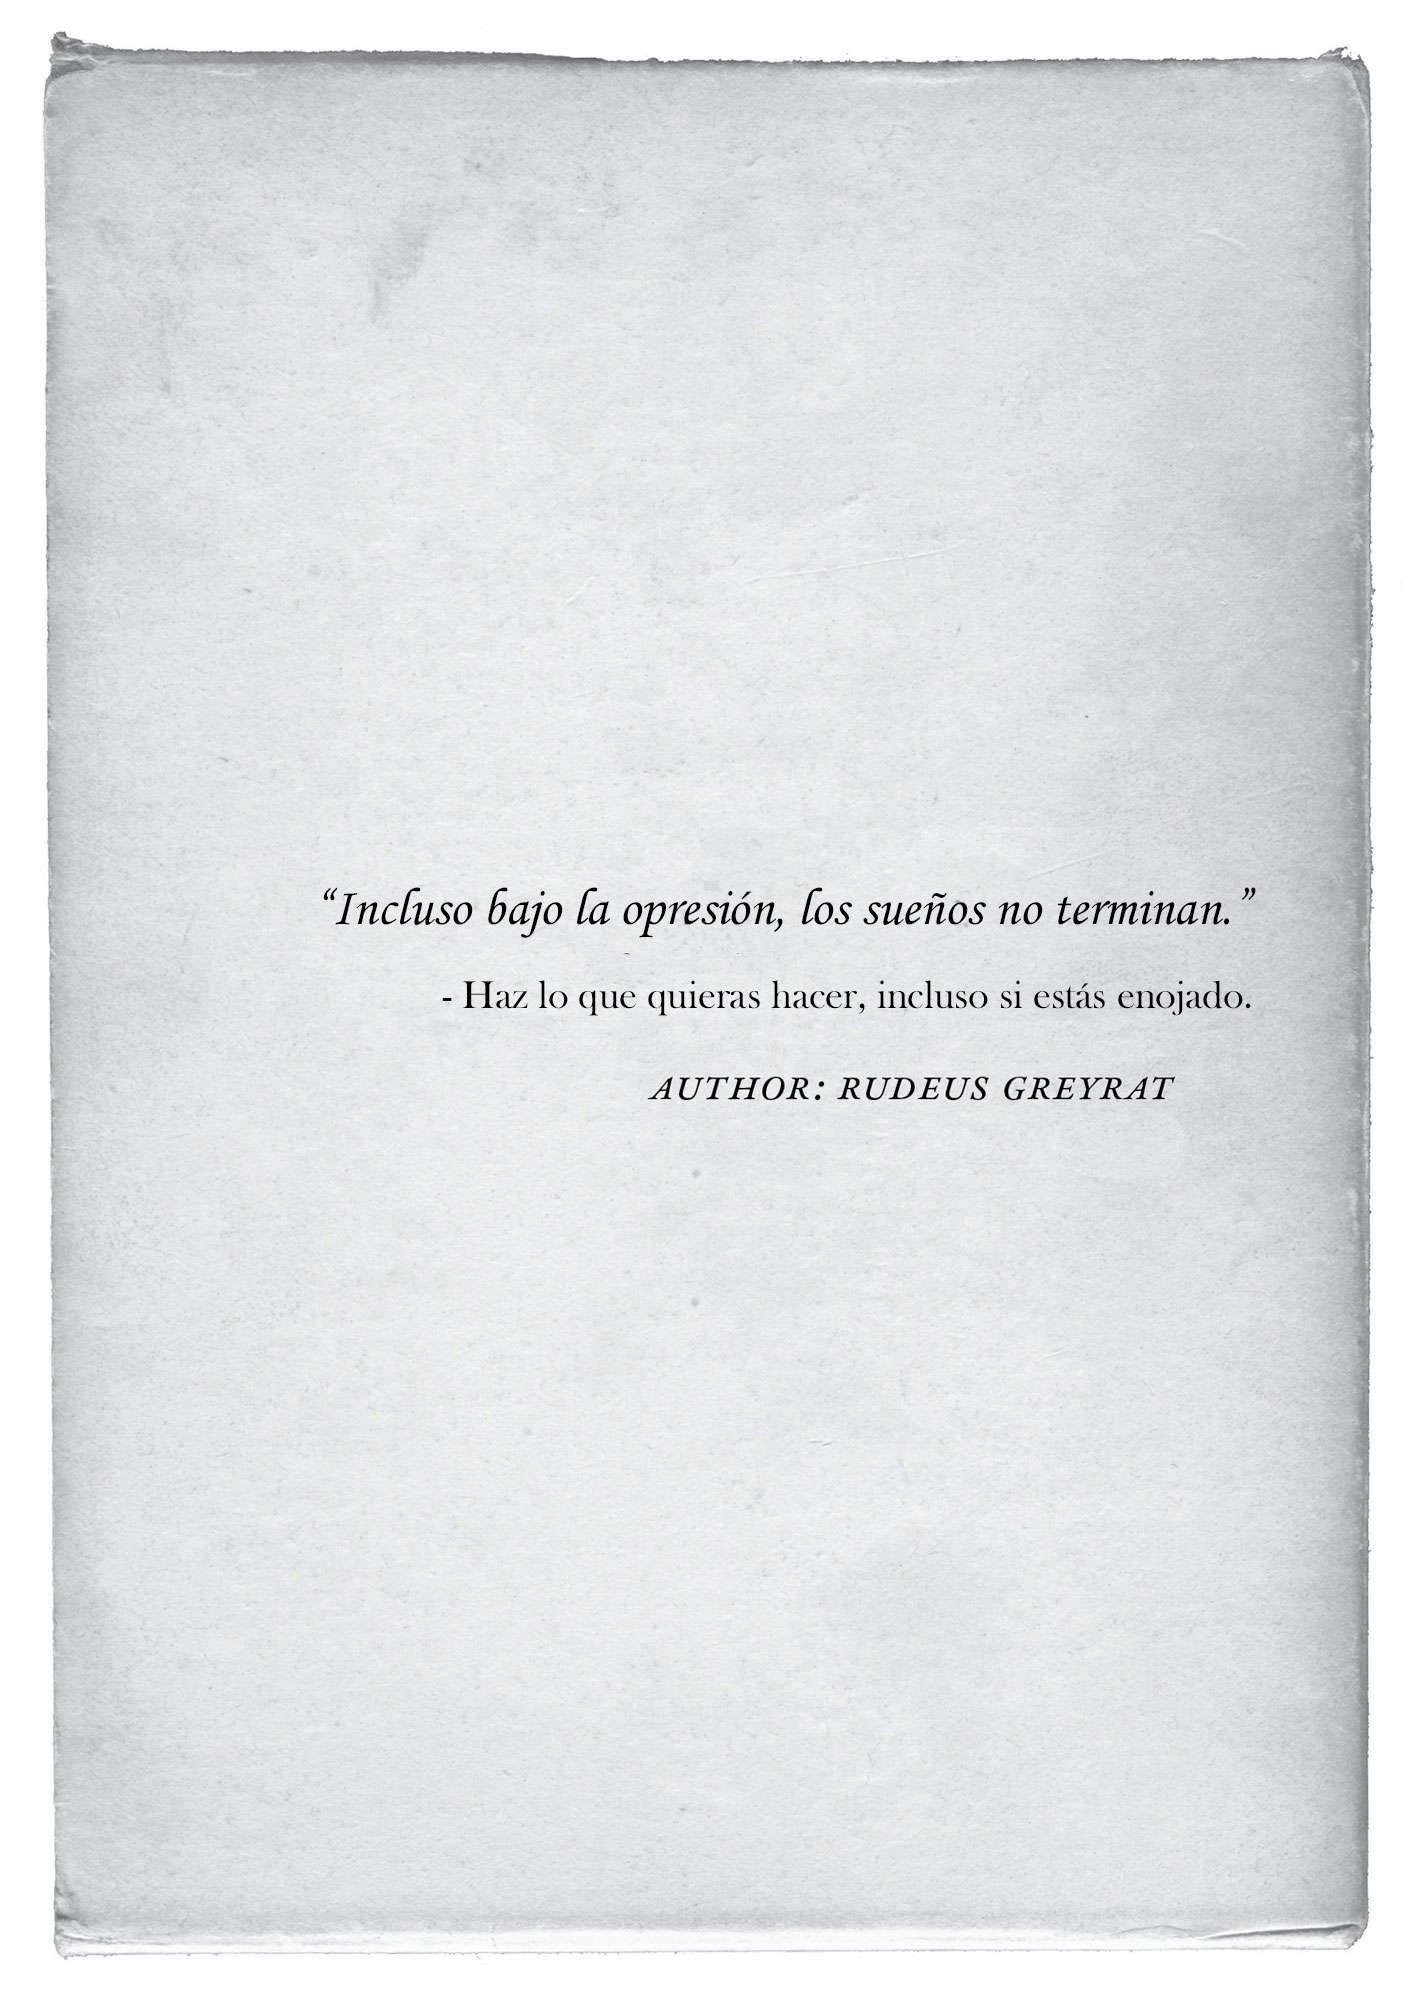 “Incluso bajo la opresión, los sueños no terminan.”
- Haz lo que quieras hacer, incluso si estás enojado.
AUTHOR: RUDEUS GREYRAT